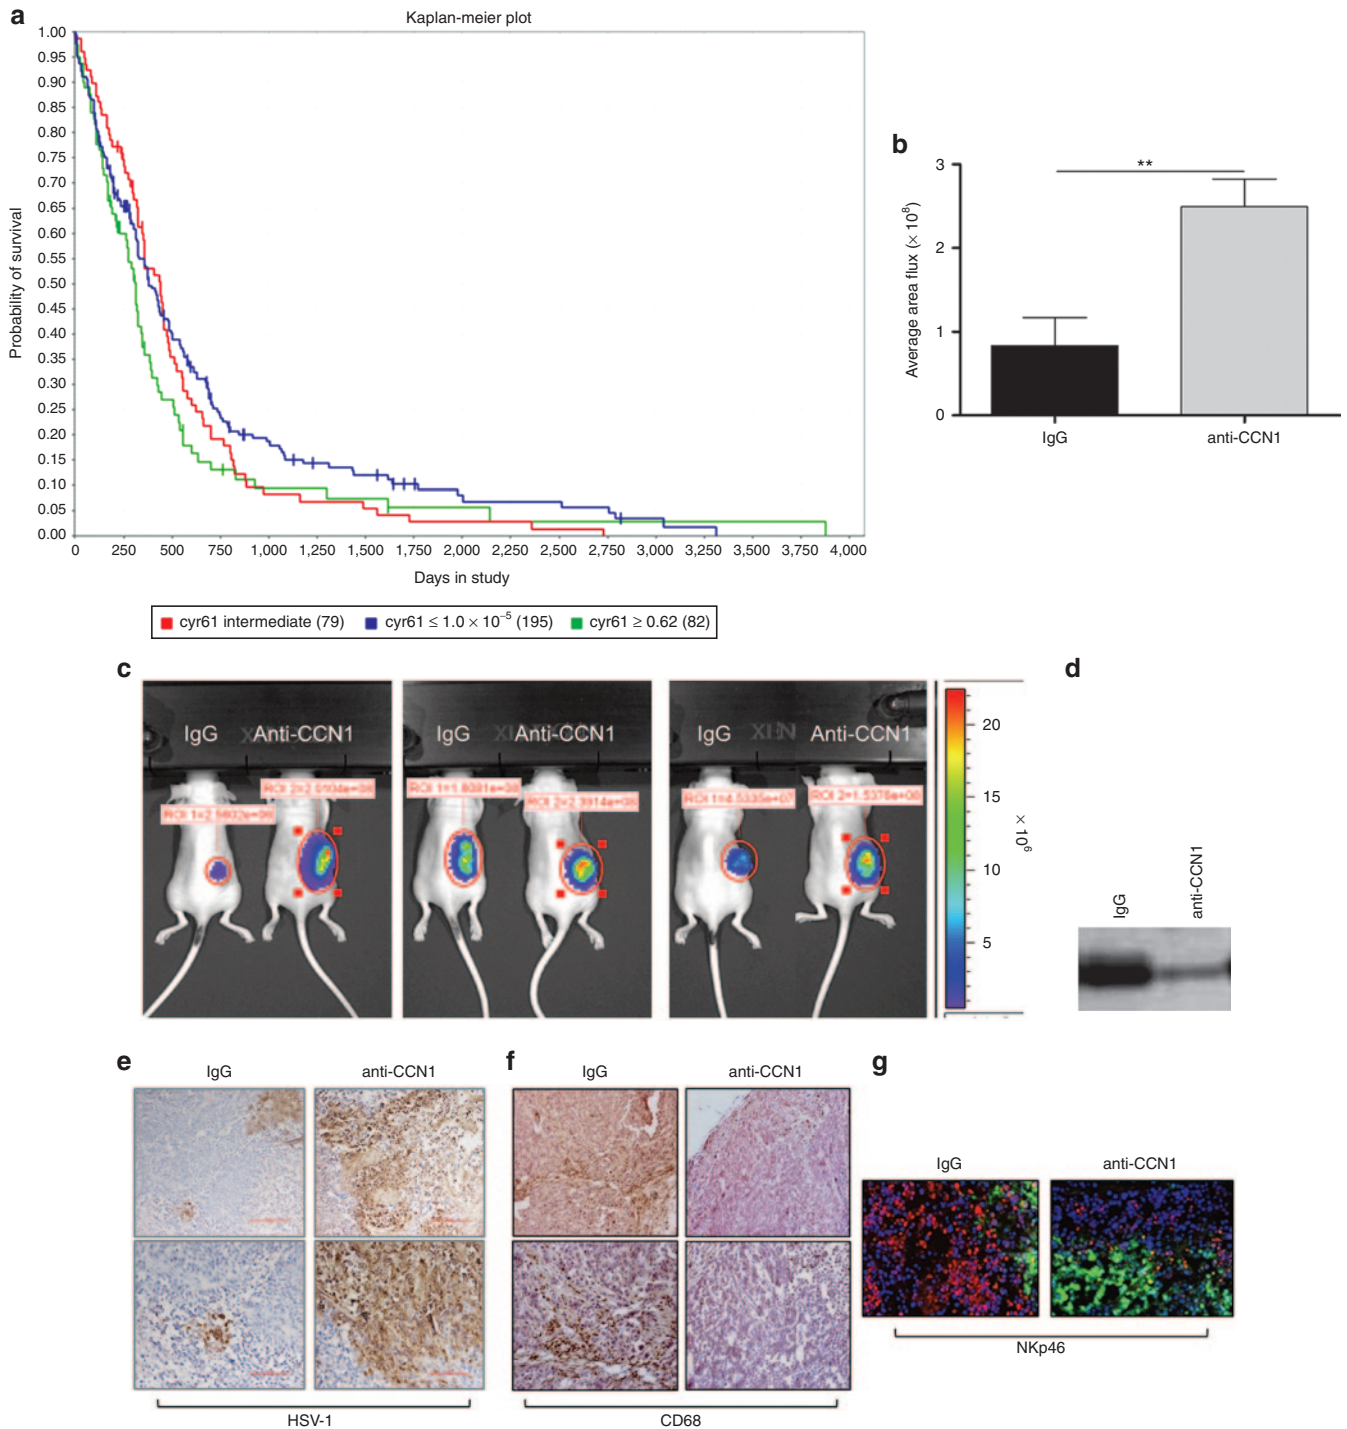 a
Kaplan-meier plot
1.00
0.95
0.90
0.85
0.80
0.75
0.70
0.65
0.60
0.55
0.50
0.45
0.40
0.35
0.30
0.25
0.20
0.15
0.10
0.05
0.00
Probability of survival
0 250 500 750 1,000 1,250 1,500 1,750 2,000 2,250 2,500 2,750 3,000 3,250 3,500 3,750 4,000
Days in study
cyr61 intermediate (79) cyr61 ≤ 1.0 × 10⁻⁵ (195) cyr61 ≥ 0.62 (82)
b
**
3
2
1
0
Average area flux (× 10⁸)
IgG anti-CCN1
c
IgG Anti-CCN1
IgG Anti-CCN1
IgG Anti-CCN1
20
15
10
5
× 10⁶
d
IgG
anti-CCN1
e
IgG anti-CCN1
HSV-1
f
IgG anti-CCN1
CD68
g
IgG anti-CCN1
NKp46